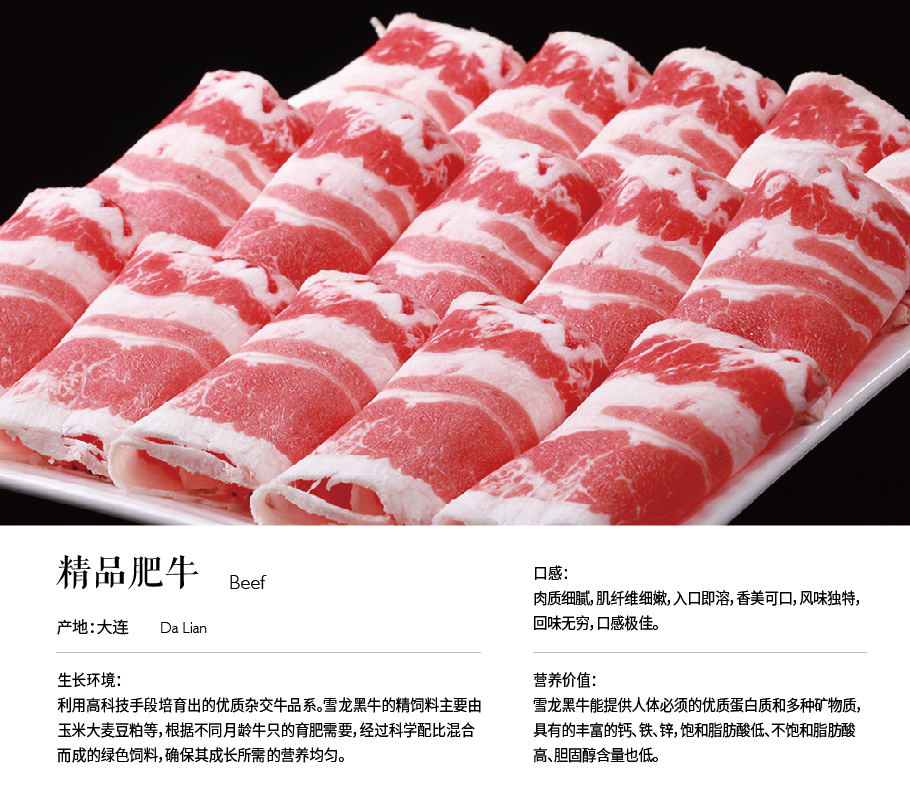 精品肥牛 Beef
产地：大连 Da Lian
生长环境：
利用高科技手段培育出的优质杂交牛品系。雪龙黑牛的精饲料主要由
玉米大麦豆粕等，根据不同月龄牛只的育肥需要，经过科学配比混合
而成的绿色饲料，确保其成长所需的营养均匀。
口感：
肉质细腻，肌纤维细嫩，入口即溶，香美可口，风味独特，
回味无穷，口感极佳。
营养价值：
雪龙黑牛能提供人体必须的优质蛋白质和多种矿物质，
具有的丰富的钙、铁、锌，饱和脂肪酸低、不饱和脂肪酸
高、胆固醇含量也低。